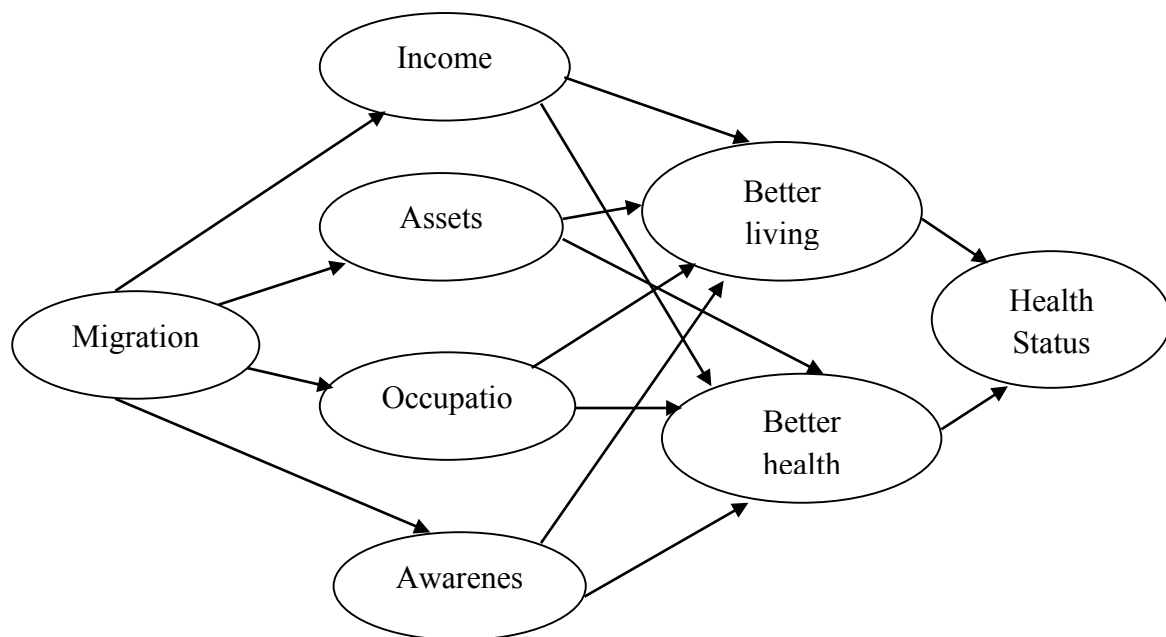 Income
Assets
Migration
Occupatio
Awarenes
Better
living
Better
health
Health
Status